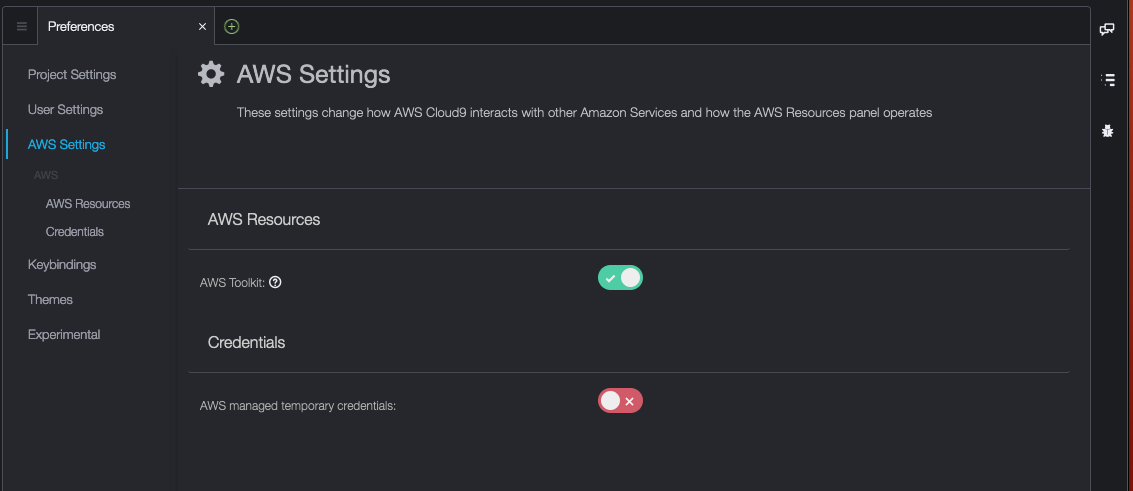 Preferences
Project Settings
User Settings
AWS Settings
AWS
AWS Resources
Credentials
Keybindings
Themes
Experimental
AWS Settings
These settings change how AWS Cloud9 interacts with other Amazon Services and how the AWS Resources panel operates
AWS Resources
AWS Toolkit:
Credentials
AWS managed temporary credentials: